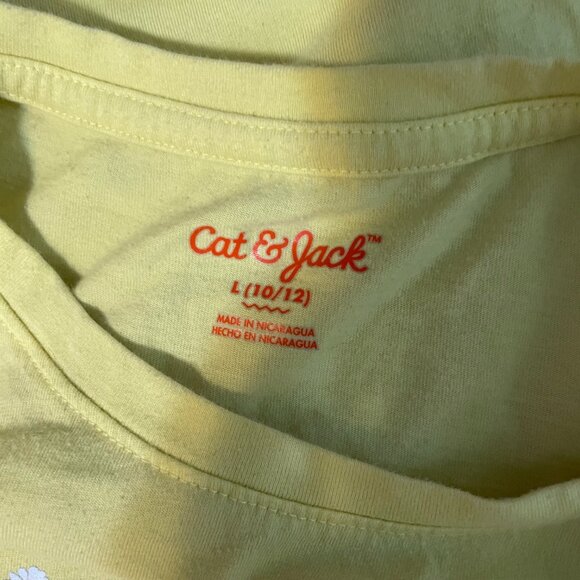 Cat & Jack™
L (10/12)
MADE IN NICARAGUA
HECHO EN NICARAGUA